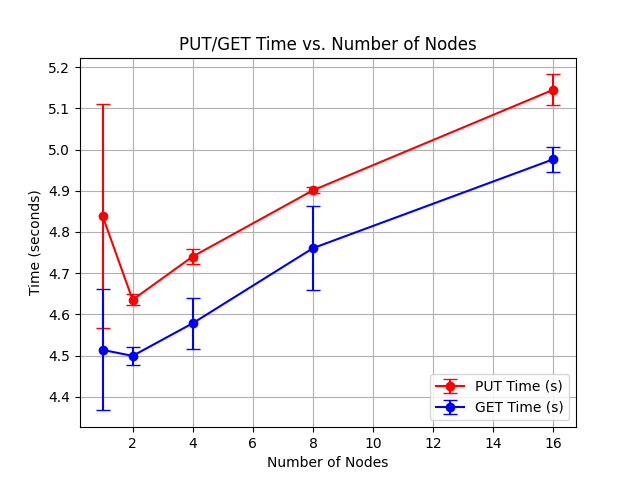 PUT/GET Time vs. Number of Nodes
5.2
5.1
5.0
4.9
4.8
4.7
4.6
4.5
4.4
Time (seconds)
2 4 6 8 10 12 14 16
Number of Nodes
PUT Time (s)
GET Time (s)